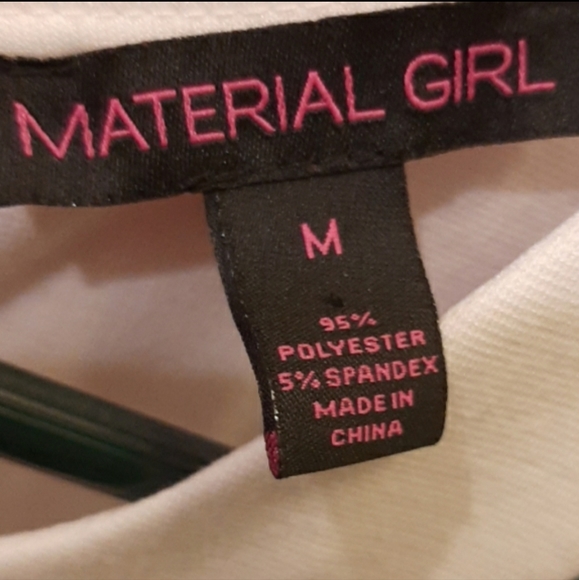 MATERIAL GIRL
M
95%
POLYESTER
5% SPANDEX
MADE IN
CHINA